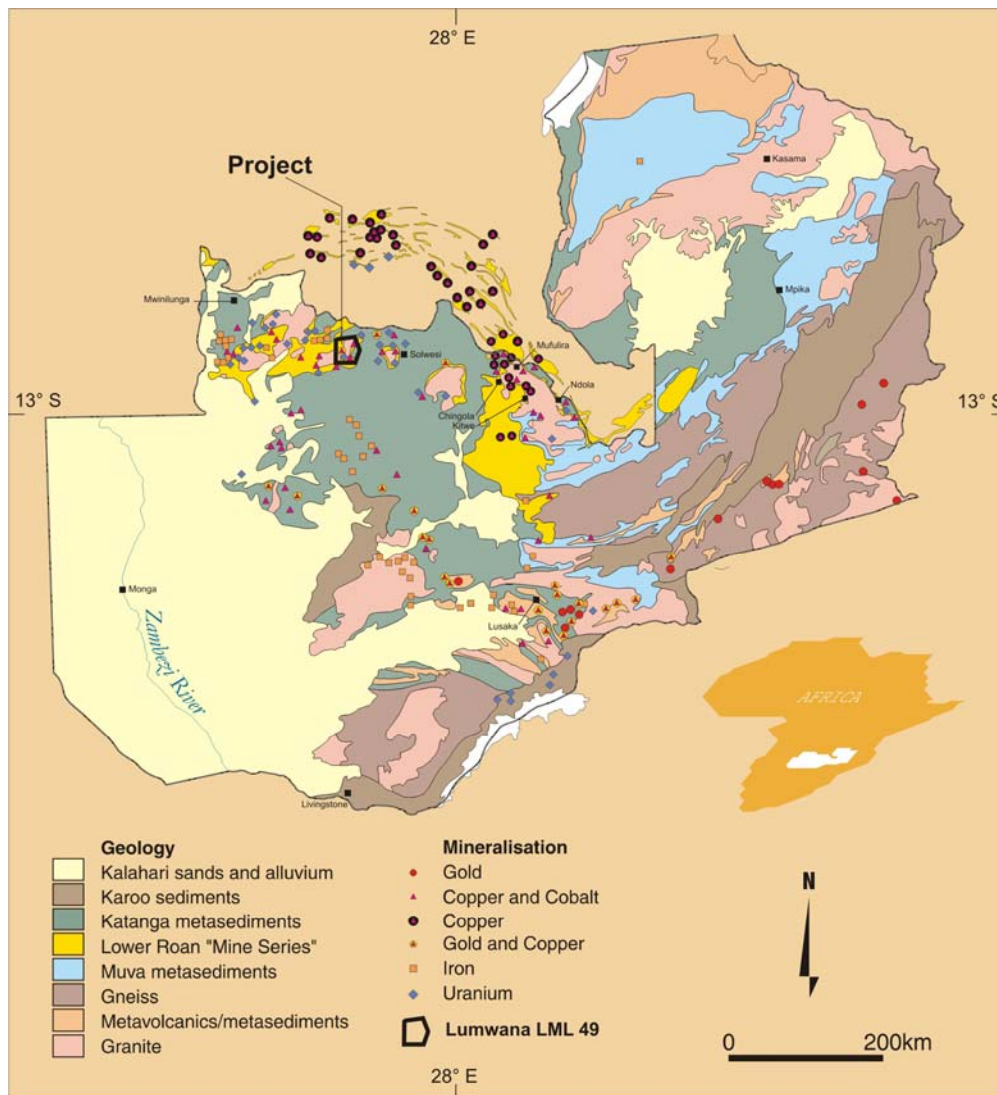 28° E
Project
Kasama
Mwinilunga
Mpika
Solwesi
Mufulira
Ndola
13° S
13° S
Chingola
Kitwe
Monga
Zambezi River
Lusaka
AFRICA
Livingstone
Geology
Kalahari sands and alluvium
Karoo sediments
Katanga metasediments
Lower Roan "Mine Series"
Muva metasediments
Gneiss
Metavolcanics/metasediments
Granite
Mineralisation
Gold
Copper and Cobalt
Copper
Gold and Copper
Iron
Uranium
Lumwana LML 49
N
0 200km
28° E